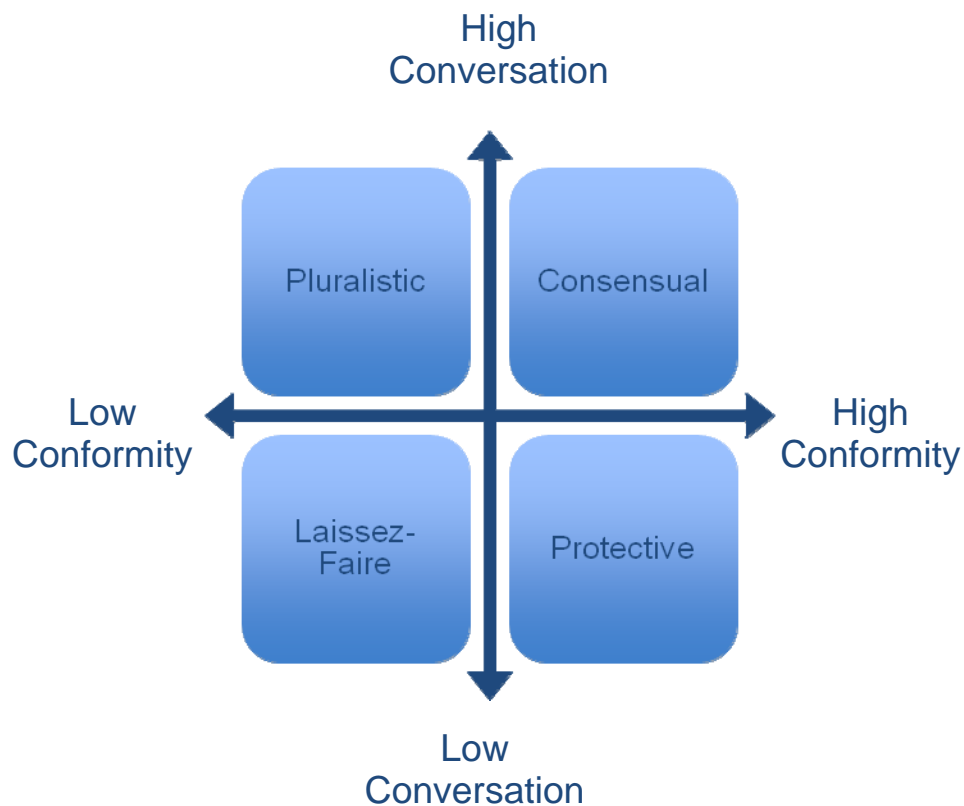 High
Conversation
Pluralistic
Consensual
Low
Conformity
High
Conformity
Laissez-
Faire
Protective
Low
Conversation